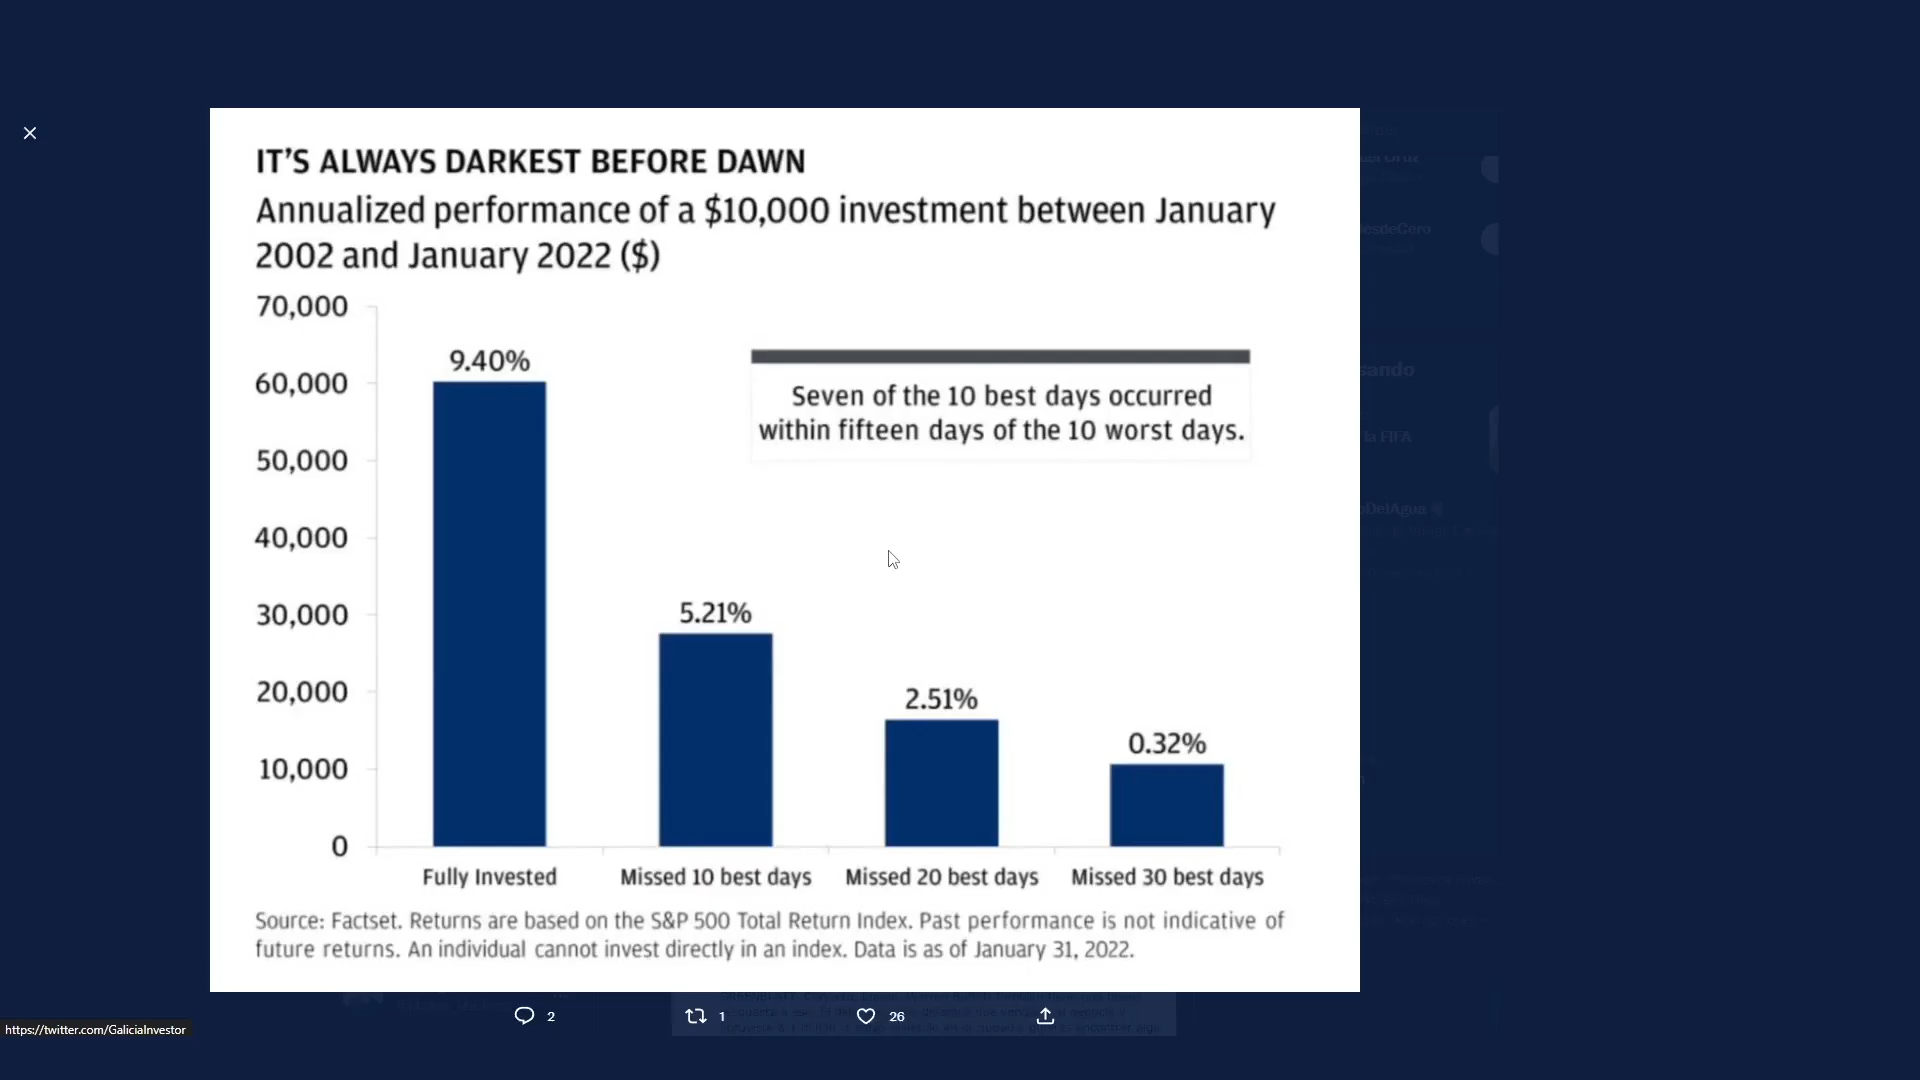 IT'S ALWAYS DARKEST BEFORE DAWN
Annualized performance of a $10,000 investment between January
2002 and January 2022 ($)
70,000
60,000
50,000
40,000
30,000
20,000
10,000
0
9.40%
5.21%
2.51%
0.32%
Seven of the 10 best days occurred
within fifteen days of the 10 worst days.
Fully Invested
Missed 10 best days
Missed 20 best days
Missed 30 best days
Source: Factset. Returns are based on the S&P 500 Total Return Index. Past performance is not indicative of
future returns. An individual cannot invest directly in an index. Data is as of January 31, 2022.
la FIFA
2
1
26
https://twitter.com/GaliciaInvestor